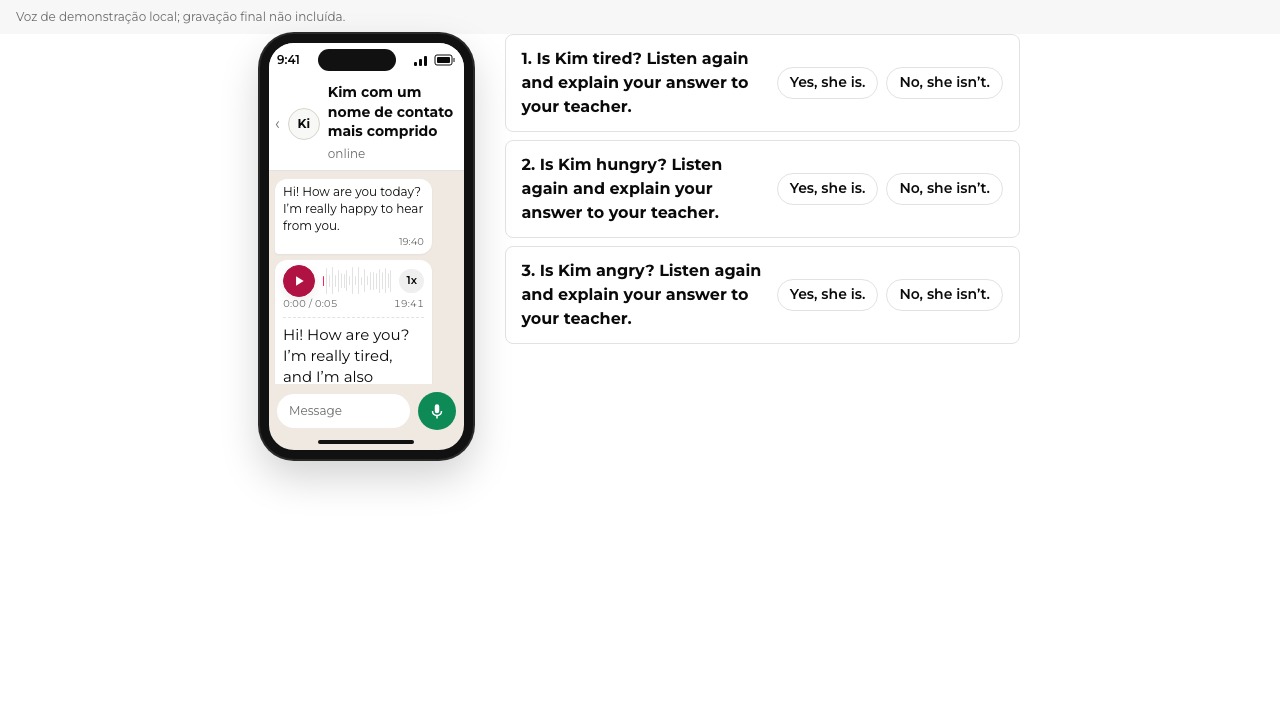 Voz de demonstração local; gravação final não incluída.
9:41
‹
Ki
Kim com um
nome de contato
mais comprido
online
Hi! How are you today?
I’m really happy to hear
from you.
19:40
1x
0:00 / 0:05
19:41
Hi! How are you?
I’m really tired,
and I’m also
Message
1. Is Kim tired? Listen again
and explain your answer to
your teacher.
Yes, she is.
No, she isn’t.
2. Is Kim hungry? Listen
again and explain your
answer to your teacher.
Yes, she is.
No, she isn’t.
3. Is Kim angry? Listen again
and explain your answer to
your teacher.
Yes, she is.
No, she isn’t.